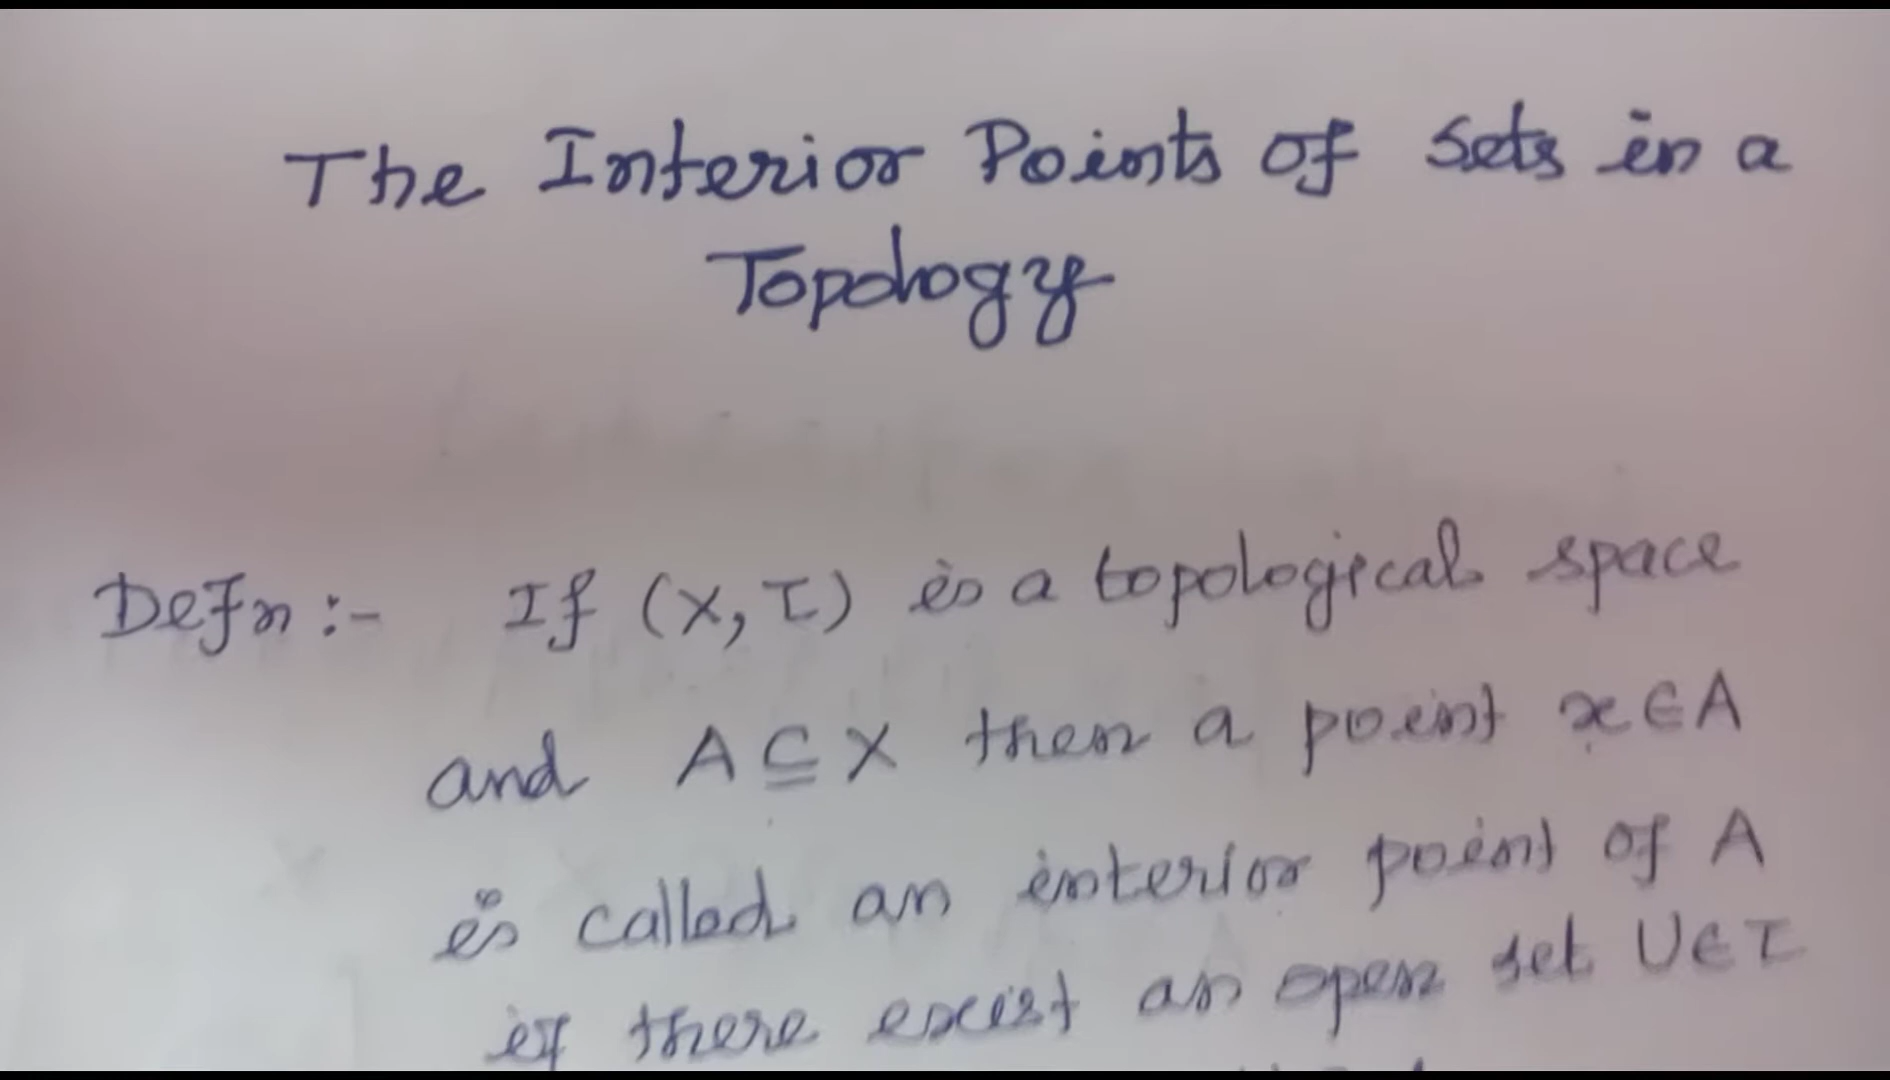 The Interior Points of Sets in a
Topology
Defn :- If (X, τ) is a topological space
and A ⊆ X then a point x ∈ A
is called an interior point of A
if there exist an open set U ∈ τ